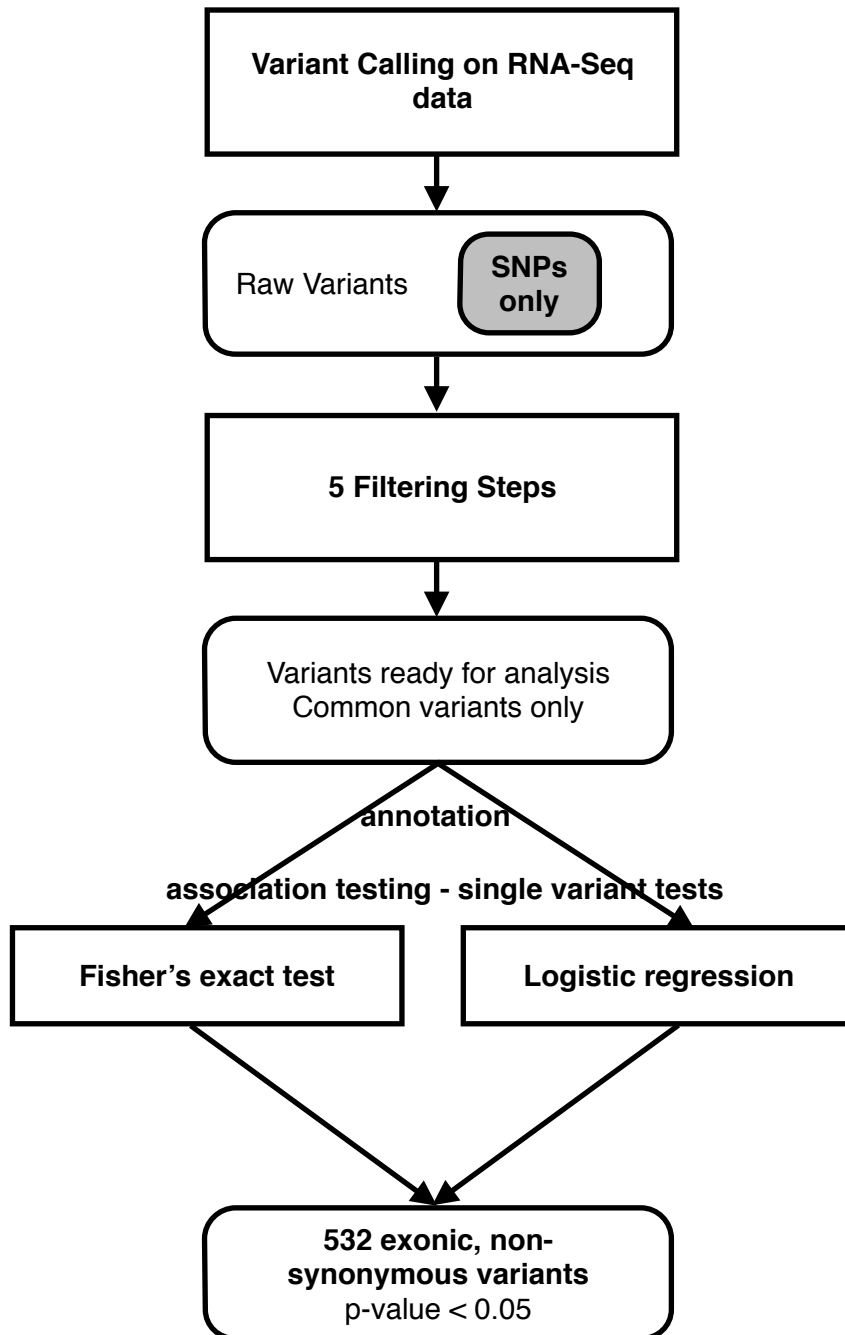 Variant Calling on RNA-Seq
data
Raw Variants
SNPs
only
5 Filtering Steps
Variants ready for analysis
Common variants only
annotation
association testing - single variant tests
Fisher’s exact test
Logistic regression
532 exonic, non-
synonymous variants
p-value < 0.05